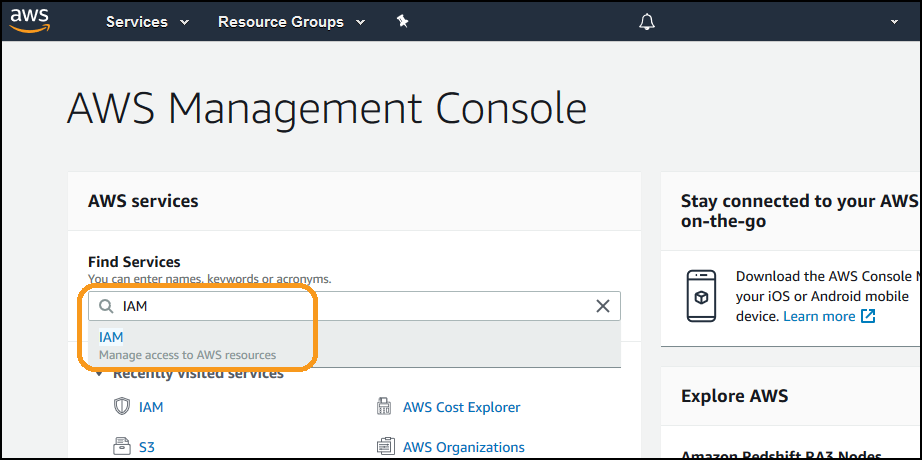 aws
Services
Resource Groups
AWS Management Console
AWS services
Find Services
You can enter names, keywords or acronyms.
IAM
IAM
Manage access to AWS resources
Recently visited services
IAM
AWS Cost Explorer
S3
AWS Organizations
Stay connected to your AWS
on-the-go
Download the AWS Console
your iOS or Android mobile
device. Learn more
Explore AWS
Amazon Redshift RA3 Nodes